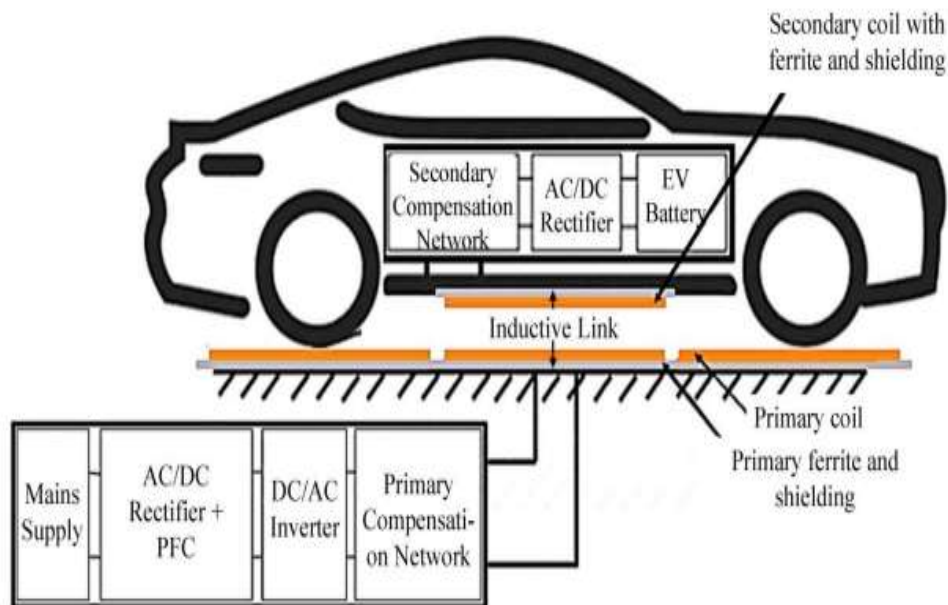 Secondary coil with
ferrite and shielding
Secondary
Compensation
Network
AC/DC
Rectifier
EV
Battery
Inductive Link
Primary coil
Primary ferrite and
shielding
Mains
Supply
AC/DC
Rectifier +
PFC
DC/AC
Inverter
Primary
Compensati-
on Network